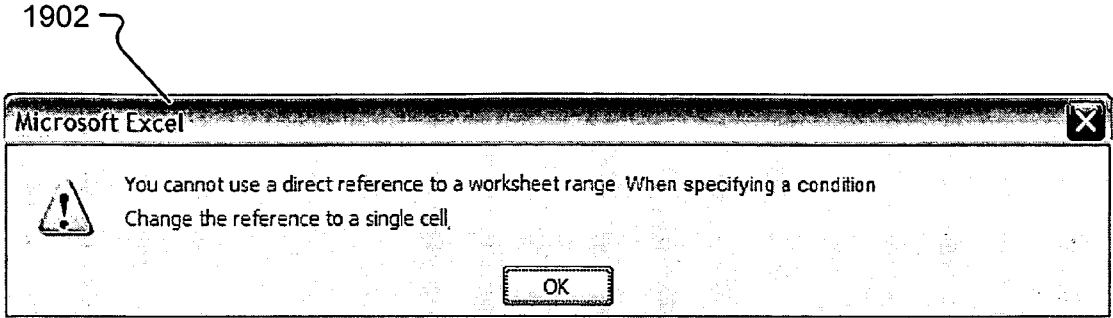 1902
Microsoft Excel
You cannot use a direct reference to a worksheet range When specifying a condition
Change the reference to a single cell,
OK